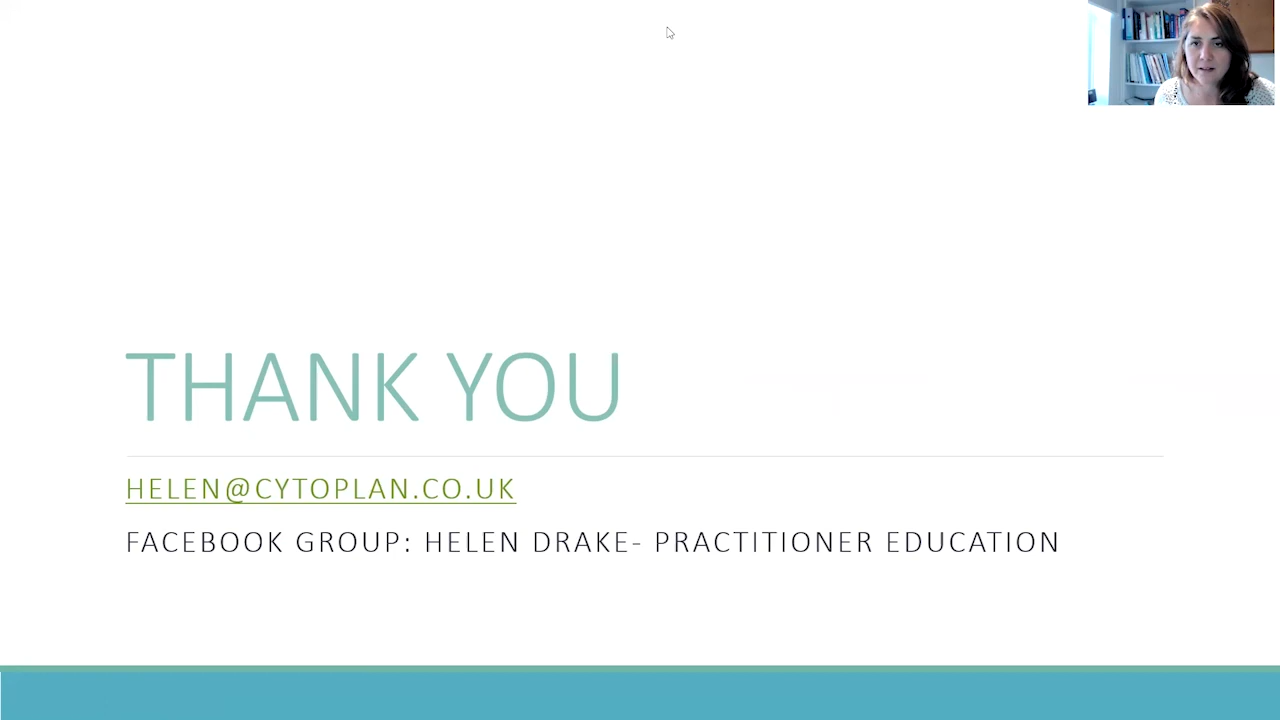 THANK YOU
HELEN@CYTOPLAN.CO.UK
FACEBOOK GROUP: HELEN DRAKE- PRACTITIONER EDUCATION